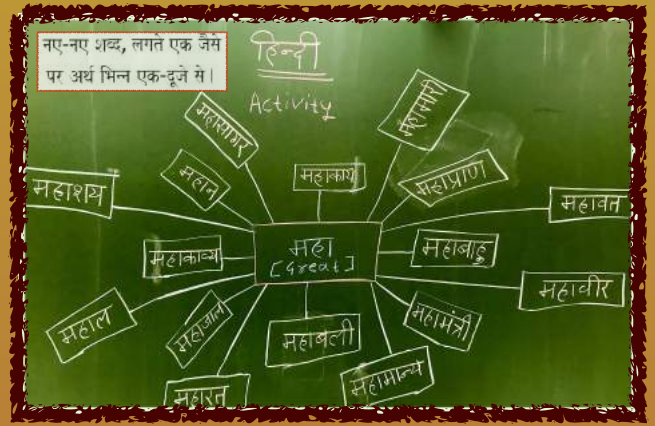 नए-नए शब्द, लगते एक जैसे
पर अर्थ भिन्न एक-दूजे से।
हिन्दी
Activity
महासागर
महामारी
महान
महाकाय
महाप्राण
महाशय
महावत
महाकाव्य
महा
[Great]
महाबाहु
महावीर
महाल
महाजाल
महाबली
महामंत्री
महारत
महामान्य